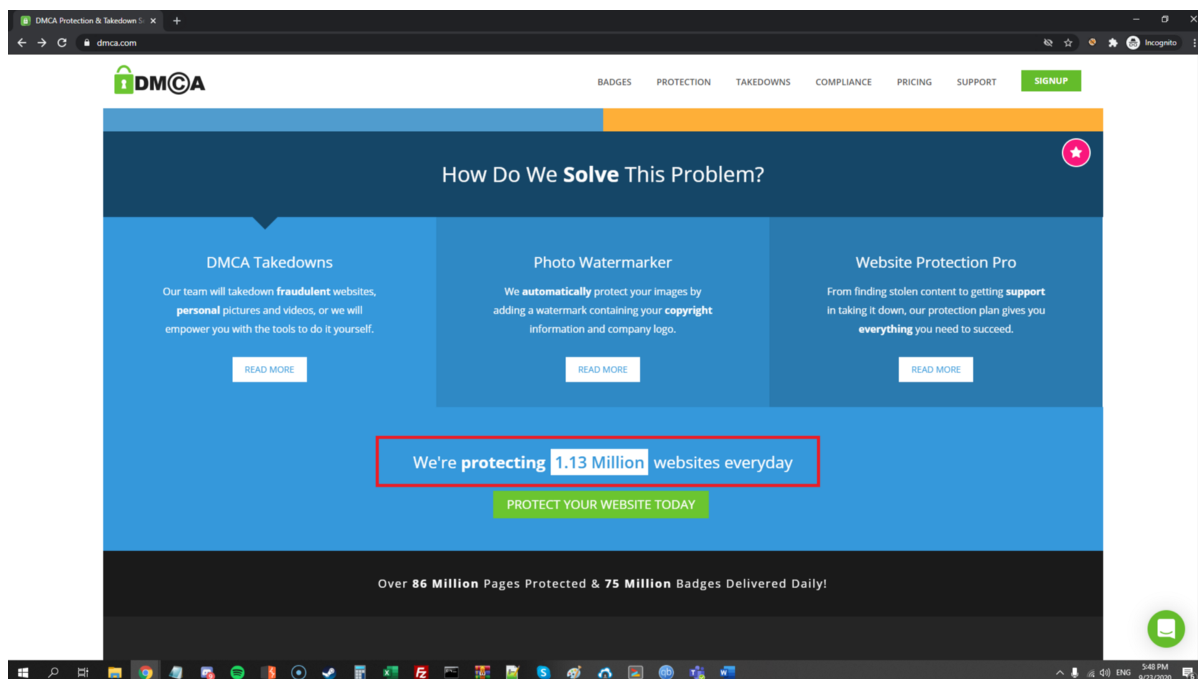 DMCA Protection & Takedown S
dmca.com
Incognito
DMCA
BADGES PROTECTION TAKEDOWNS COMPLIANCE PRICING SUPPORT SIGNUP
How Do We Solve This Problem?
DMCA Takedowns
Our team will takedown fraudulent websites,
personal pictures and videos, or we will
empower you with the tools to do it yourself.
READ MORE
Photo Watermarker
We automatically protect your images by
adding a watermark containing your copyright
information and company logo.
READ MORE
Website Protection Pro
From finding stolen content to getting support
in taking it down, our protection plan gives you
everything you need to succeed.
READ MORE
We're protecting 1.13 Million websites everyday
PROTECT YOUR WEBSITE TODAY
Over 86 Million Pages Protected & 75 Million Badges Delivered Daily!
ENG
5:48 PM
9/23/2020